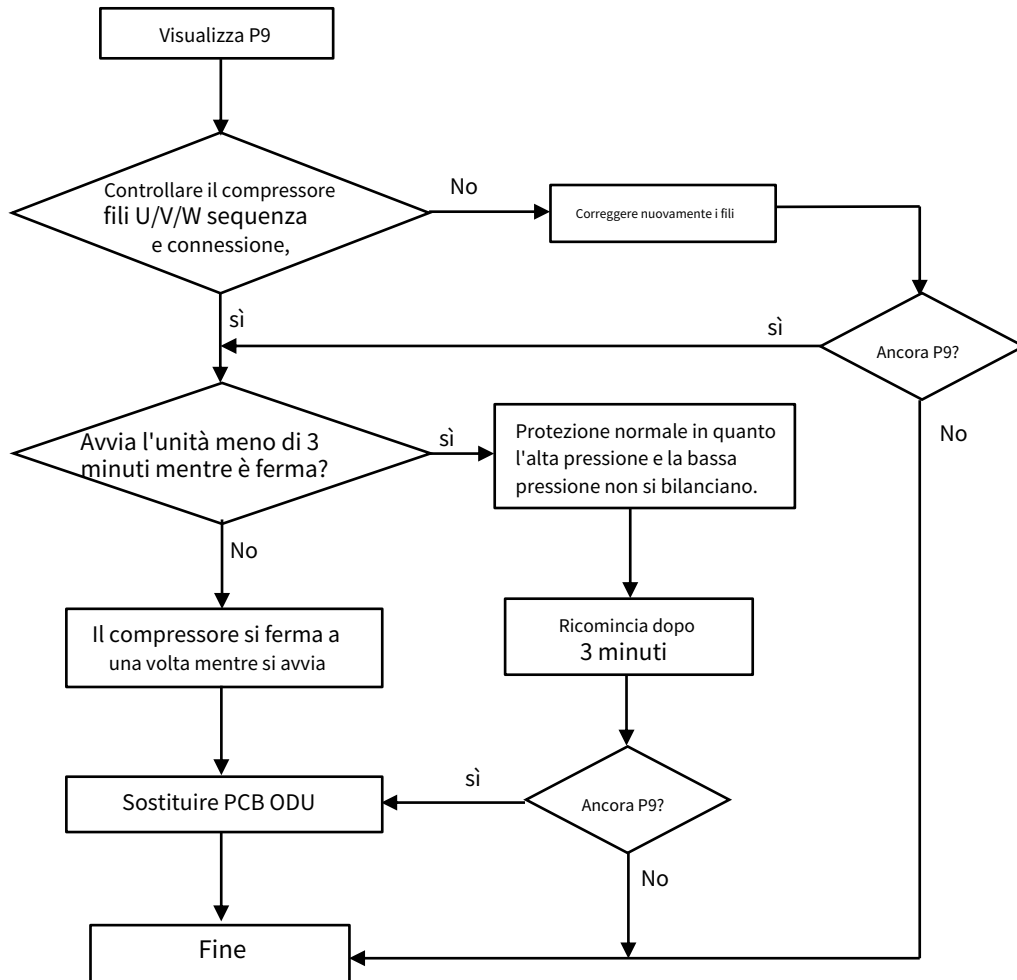 Visualizza P9
Controllare il compressore
fili U/V/W sequenza
e connessione,
No
Correggere nuovamente i fili
sì
sì
Ancora P9?
No
Avvia l'unità meno di 3
minuti mentre è ferma?
sì
Protezione normale in quanto
l'alta pressione e la bassa
pressione non si bilanciano.
No
Il compressore si ferma a
una volta mentre si avvia
Ricomincia dopo
3 minuti
Sostituire PCB ODU
sì
Ancora P9?
No
Fine